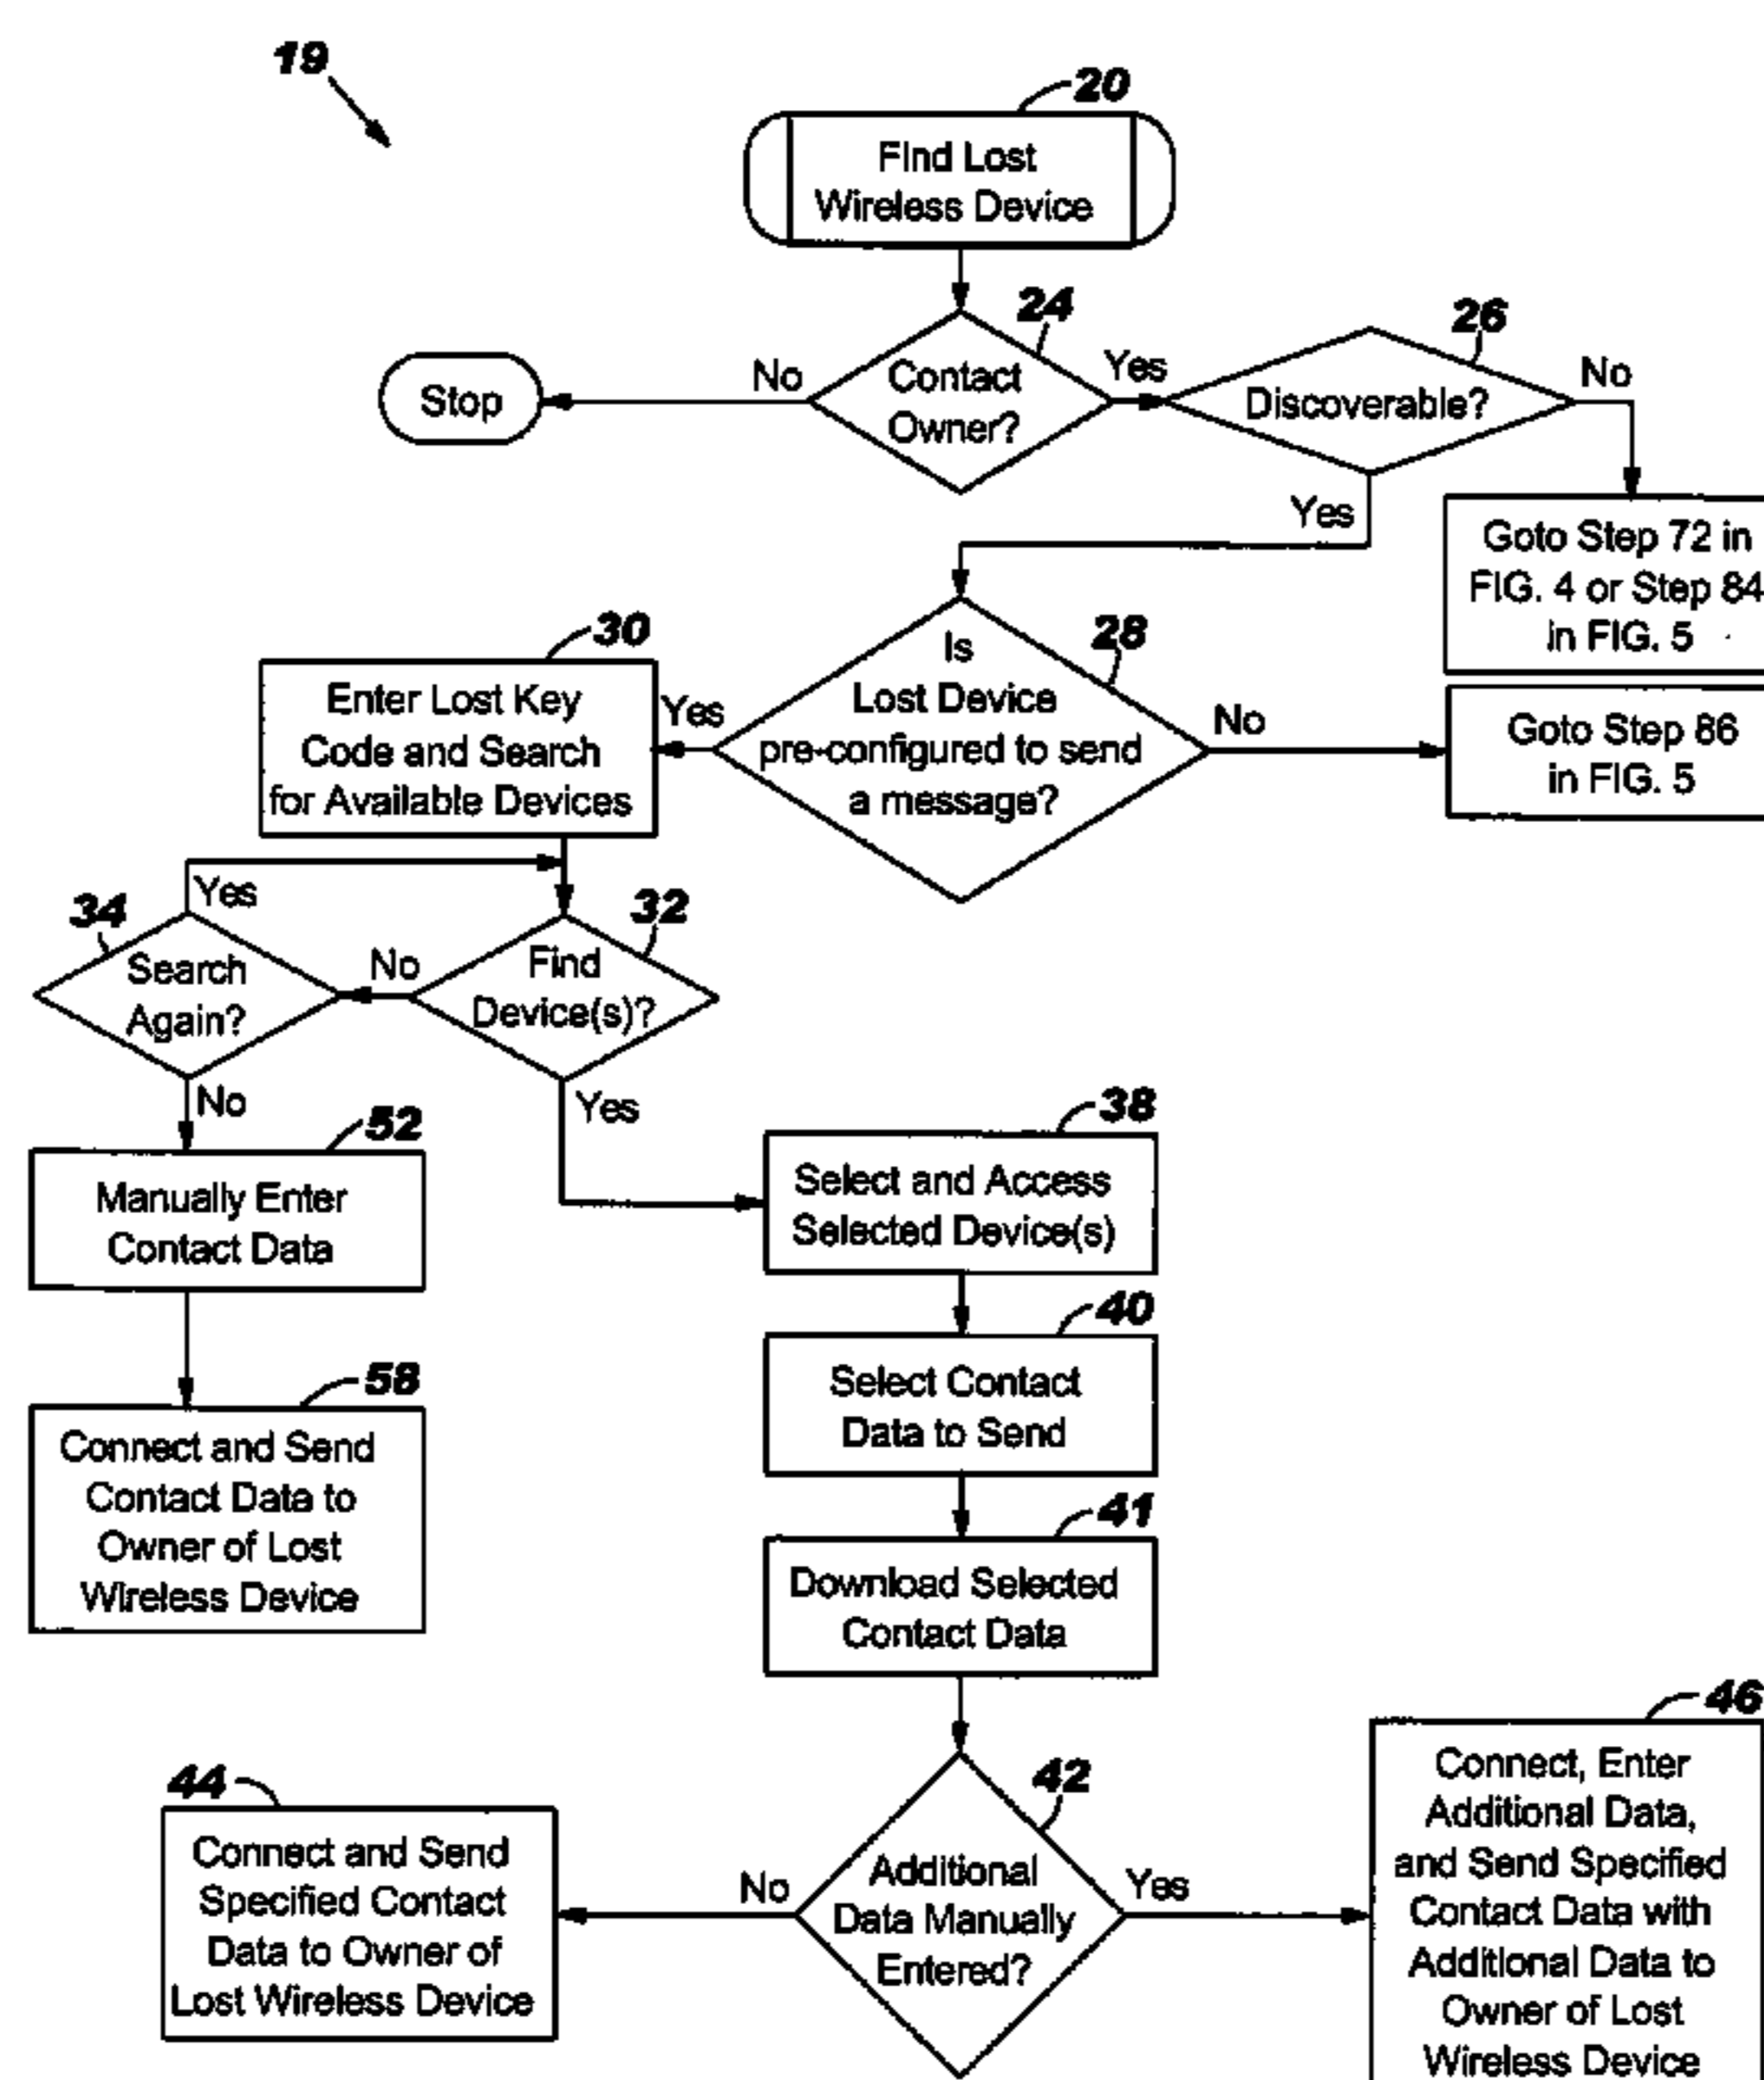 19
20
Find Lost
Wireless Device
24
Contact
Owner?
No
Stop
Yes
26
Discoverable?
No
Goto Step 72 in
FIG. 4 or Step 84
in FIG. 5
Yes
28
Is
Lost Device
pre-configured to send
a message?
No
Goto Step 86
in FIG. 5
Yes
30
Enter Lost Key
Code and Search
for Available Devices
32
Find
Device(s)?
No
34
Search
Again?
Yes
No
52
Manually Enter
Contact Data
58
Connect and Send
Contact Data to
Owner of Lost
Wireless Device
Yes
38
Select and Access
Selected Device(s)
40
Select Contact
Data to Send
41
Download Selected
Contact Data
42
Additional
Data Manually
Entered?
No
44
Connect and Send
Specified Contact
Data to Owner of
Lost Wireless Device
Yes
46
Connect, Enter
Additional Data,
and Send Specified
Contact Data with
Additional Data to
Owner of Lost
Wireless Device